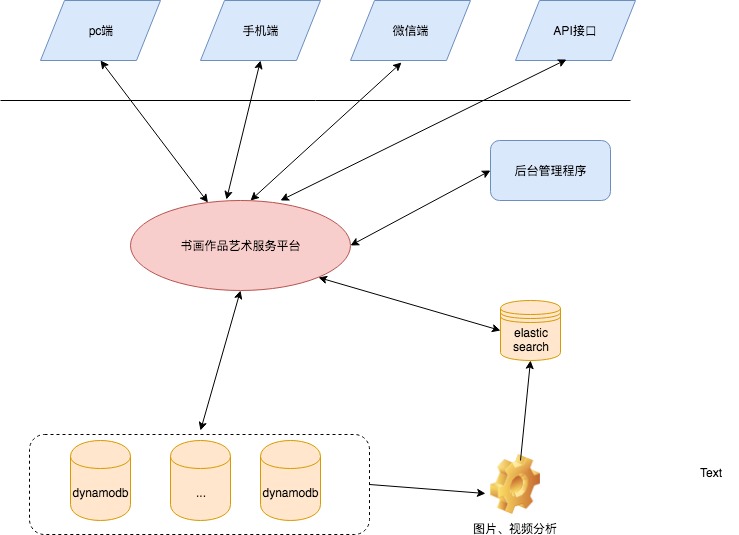 pc端
手机端
微信端
API接口
后台管理程序
书画作品艺术服务平台
elastic
search
dynamodb
...
dynamodb
Text
图片、视频分析